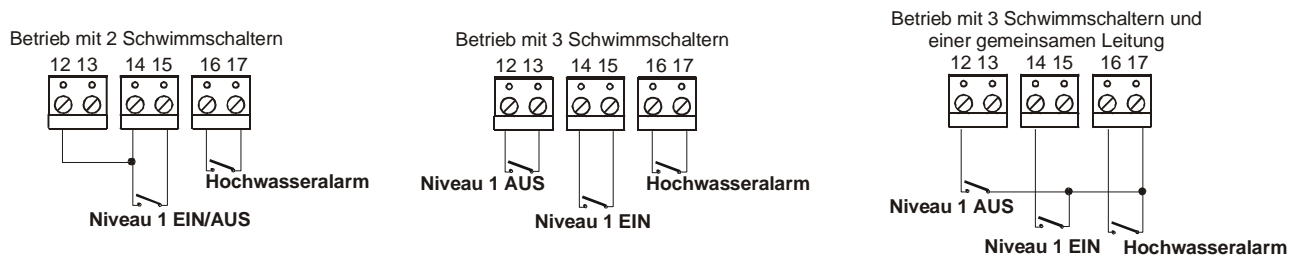 Betrieb mit 2 Schwimmschaltern
12 13 14 15 16 17
Hochwasseralarm
Niveau 1 EIN/AUS
Betrieb mit 3 Schwimmschaltern
12 13 14 15 16 17
Niveau 1 AUS
Hochwasseralarm
Niveau 1 EIN
Betrieb mit 3 Schwimmschaltern und
einer gemeinsamen Leitung
12 13 14 15 16 17
Niveau 1 AUS
Niveau 1 EIN
Hochwasseralarm